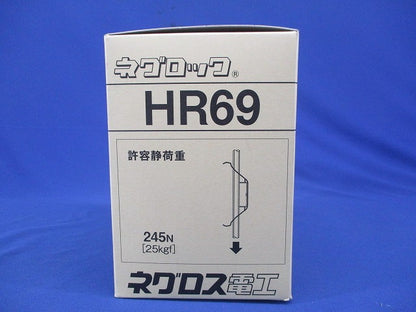 ネグロック®
HR69
許容静荷重
245N
[25kgf]
ネグロス電工